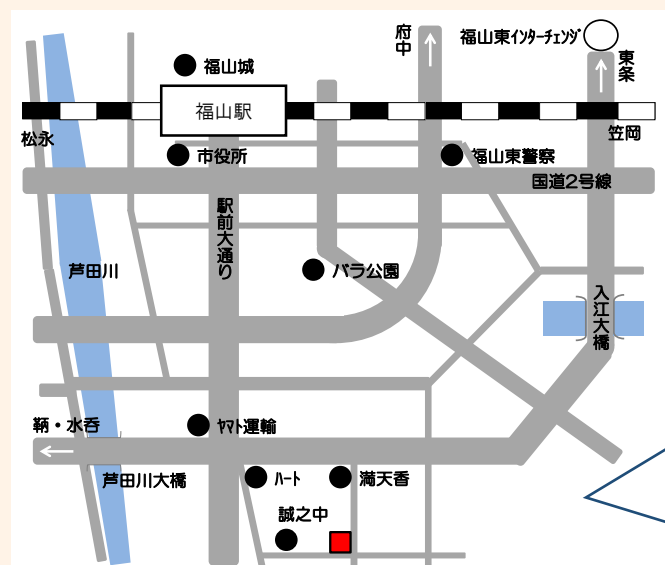 府中
福山東インターチェンジ
東条
福山城
福山駅
松永
笠岡
市役所
福山東警察
国道2号線
駅前大通り
芦田川
バラ公園
入江大橋
鞆・水呑
ヤマト運輸
芦田川大橋
ハート
満天香
誠之中